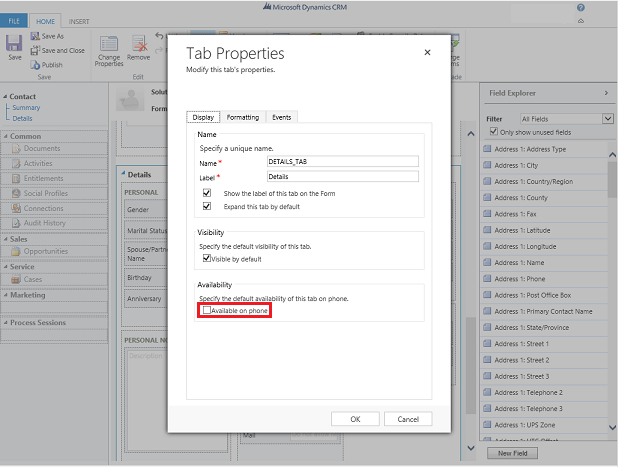 Microsoft Dynamics CRM
FILE HOME INSERT
Save
Save As
Save and Close
Publish
Save
Change Properties
Remove
Edit
Contact
Summary
Details
Common
Documents
Activities
Entitlements
Social Profiles
Connections
Audit History
Sales
Opportunities
Service
Cases
Marketing
Process Sessions
Solut
Form
Details
PERSONAL
Gender
Marital Status
Spouse/Partn
Name
Birthday
Anniversary
PERSONAL NO
Description
Mail
Tab Properties
Modify this tab's properties.
Display Formatting Events
Name
Specify a unique name.
Name * DETAILS_TAB
Label * Details
Show the label of this tab on the Form
Expand this tab by default
Visibility
Specify the default visibility of this tab.
Visible by default
Availability
Specify the default availability of this tab on phone.
Available on phone
OK Cancel
Field Explorer
Filter All Fields
Only show unused fields
Address 1: Address Type
Address 1: City
Address 1: Country/Region
Address 1: County
Address 1: Fax
Address 1: Latitude
Address 1: Longitude
Address 1: Name
Address 1: Phone
Address 1: Post Office Box
Address 1: Primary Contact Name
Address 1: State/Province
Address 1: Street 1
Address 1: Street 2
Address 1: Street 3
Address 1: Telephone 2
Address 1: Telephone 3
Address 1: UPS Zone
New Field